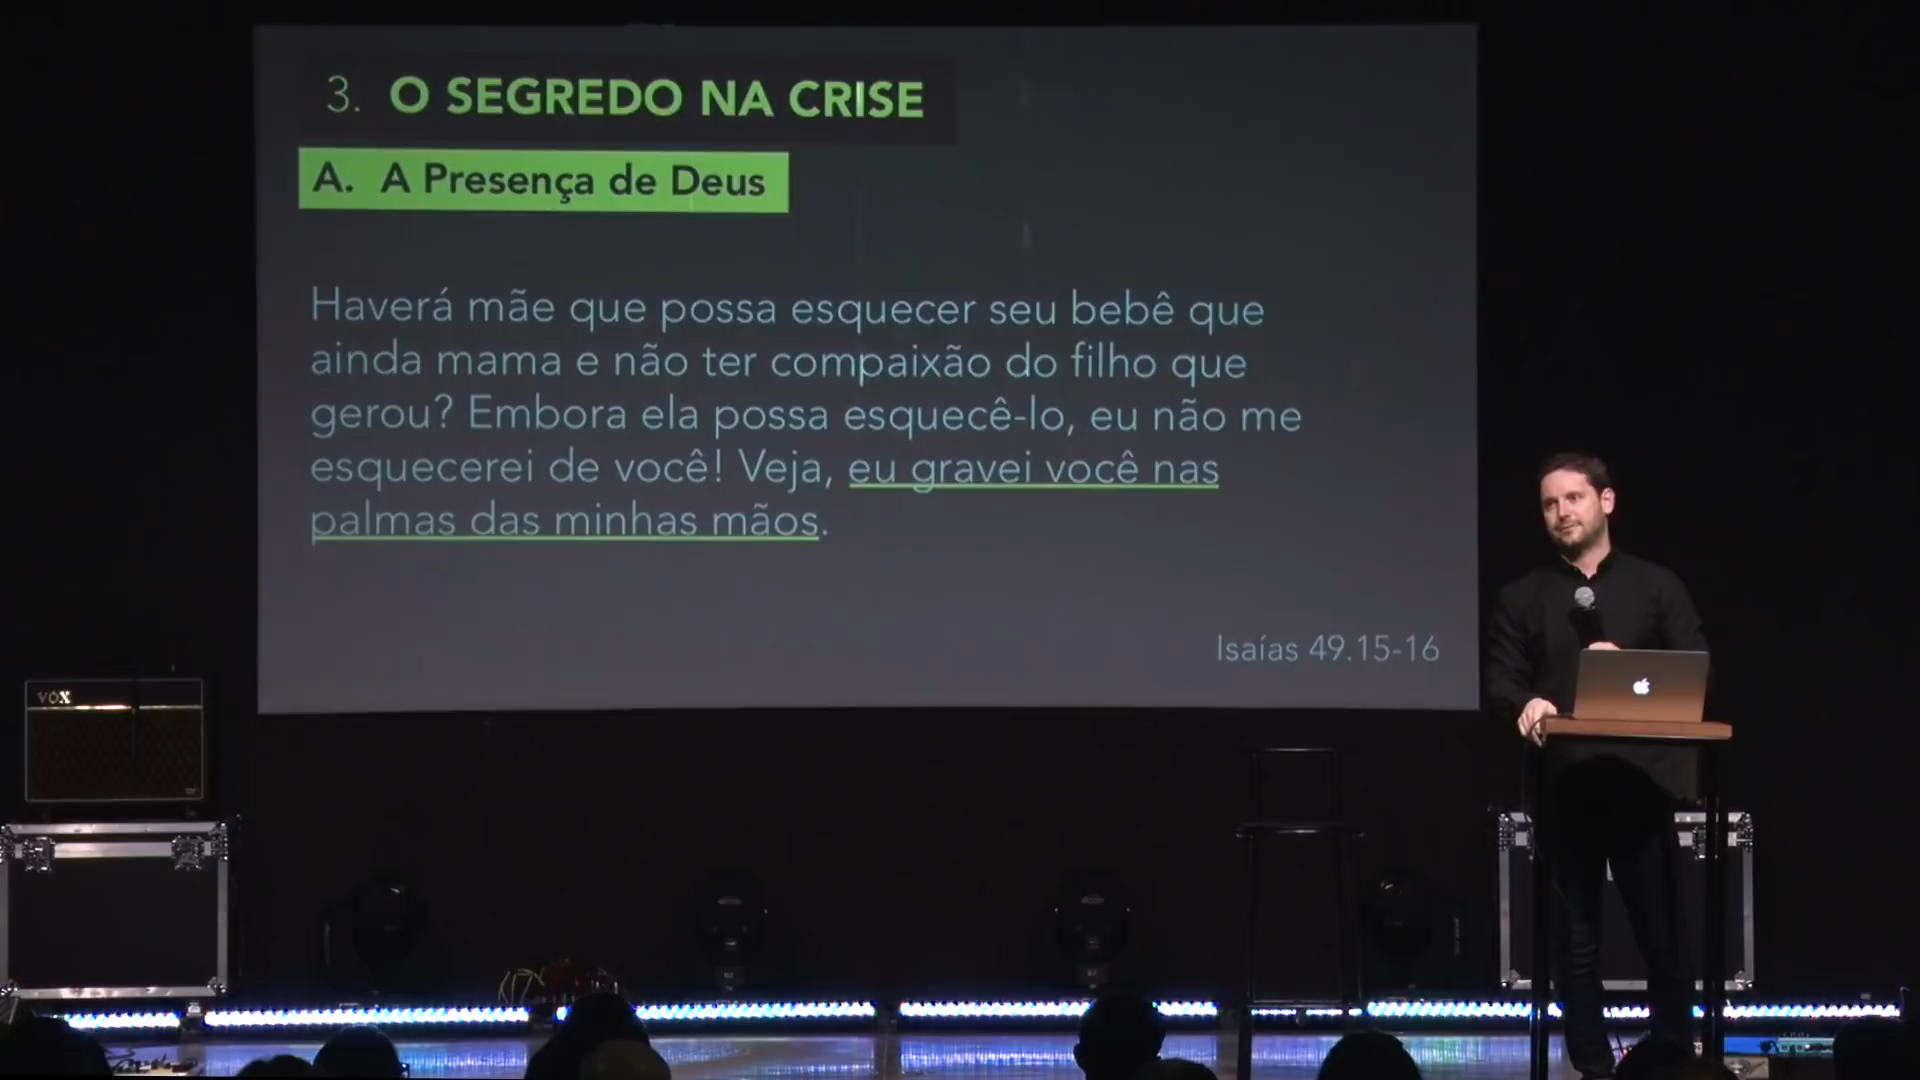 3. O SEGREDO NA CRISE
A. A Presença de Deus
Haverá mãe que possa esquecer seu bebê que
ainda mama e não ter compaixão do filho que
gerou? Embora ela possa esquecê-lo, eu não me
esquecerei de você! Veja, eu gravei você nas
palmas das minhas mãos.
Isaías 49.15-16
VOX